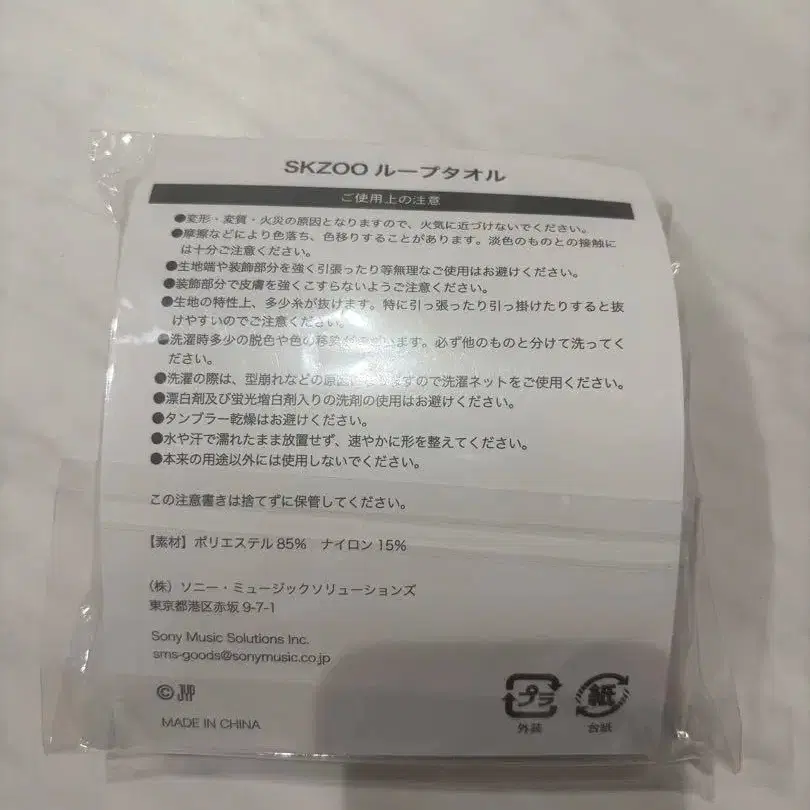 SKZOO ループタオル
ご使用上の注意
●変形・変質・火災の原因となりますので、火気に近づけないでください。
●摩擦などにより色落ち、色移りすることがあります。淡色のものとの接触に
は十分ご注意ください。
●生地端や装飾部分を強く引張ったり等無理なご使用はお避けください。
●装飾部分で皮膚を強くこすらないようご注意ください。
●生地の特性上、多少糸が抜けます。特に引っ張ったり引っ掛けたりすると抜
けやすいのでご注意ください。
●洗濯時多少の脱色や色の移染がございます。必ず他のものと分けて洗ってく
ださい。
●洗濯の際は、型崩れなどの原因になりますので洗濯ネットをご使用ください。
●漂白剤及び蛍光増白剤入りの洗剤の使用はお避けください。
●タンブラー乾燥はお避けください。
●水や汗で濡れたまま放置せず、速やかに形を整えてください。
●本来の用途以外には使用しないでください。
この注意書きは捨てずに保管してください。
【素材】ポリエステル 85% ナイロン 15%
（株）ソニー・ミュージックソリューションズ
東京都港区赤坂 9-7-1
Sony Music Solutions Inc.
sms-goods@sonymusic.co.jp
© JYP
MADE IN CHINA
プラ 紙
外装 台紙